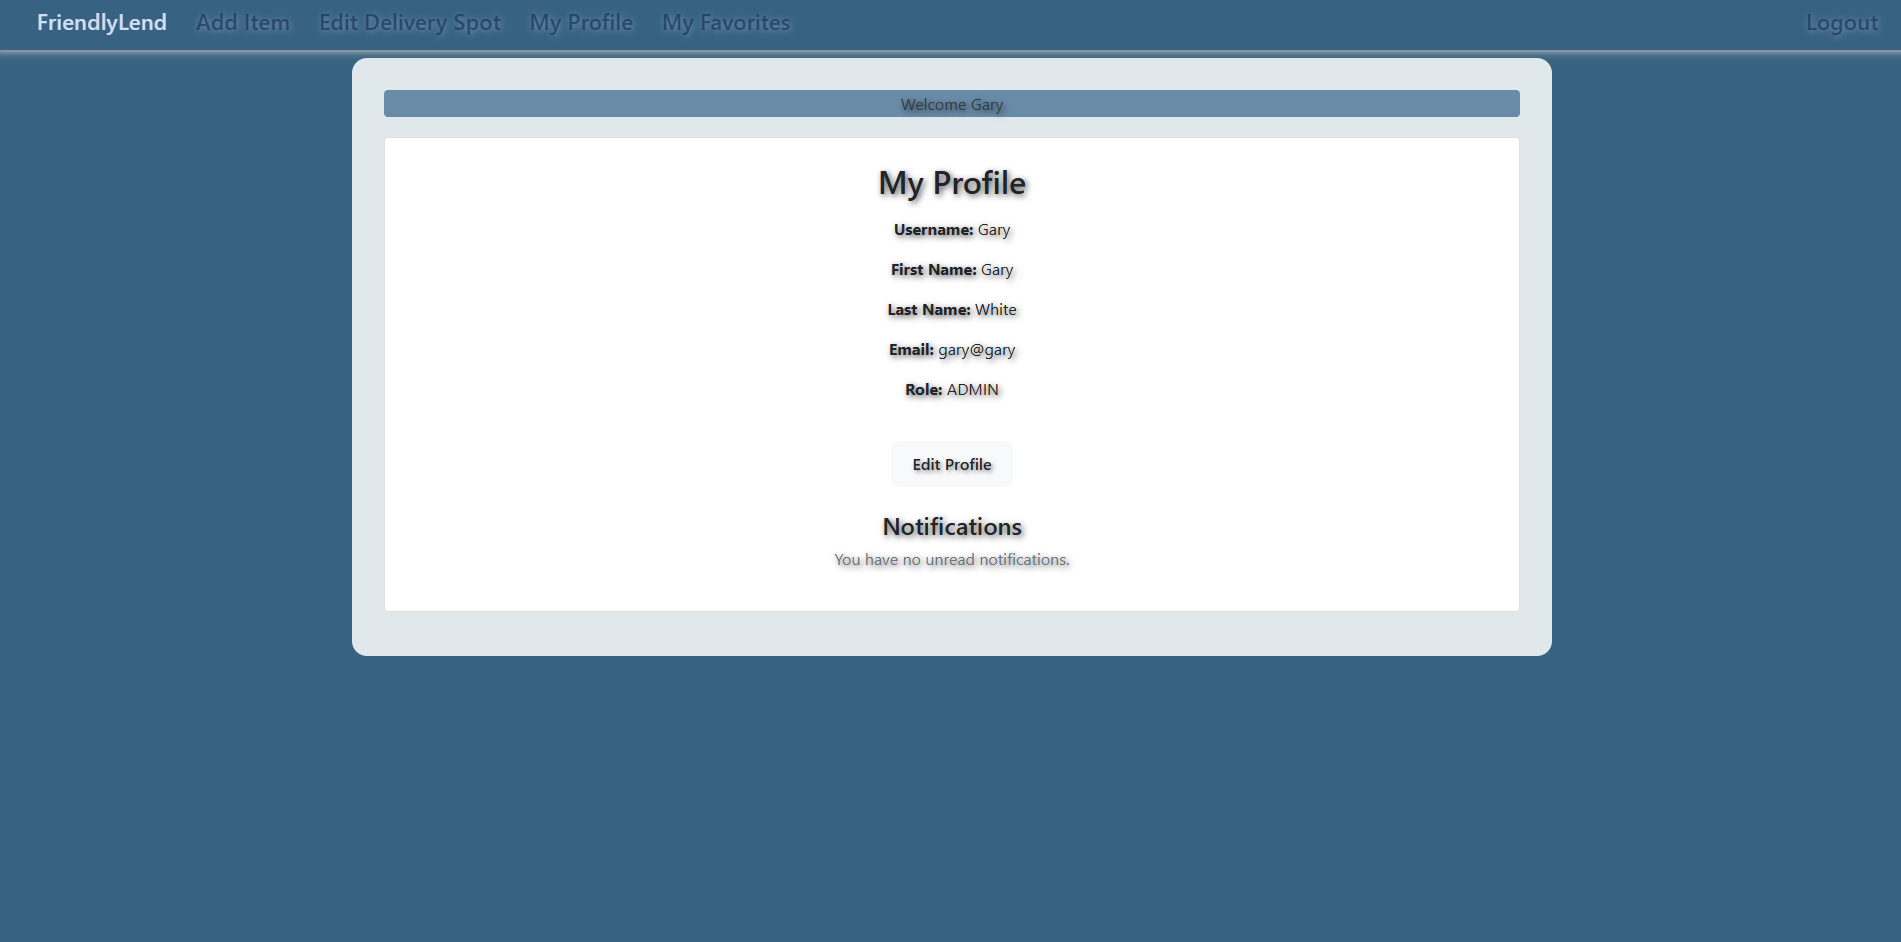 FriendlyLend Add Item Edit Delivery Spot My Profile My Favorites Logout
Welcome Gary
My Profile
Username: Gary
First Name: Gary
Last Name: White
Email: gary@gary
Role: ADMIN
Edit Profile
Notifications
You have no unread notifications.